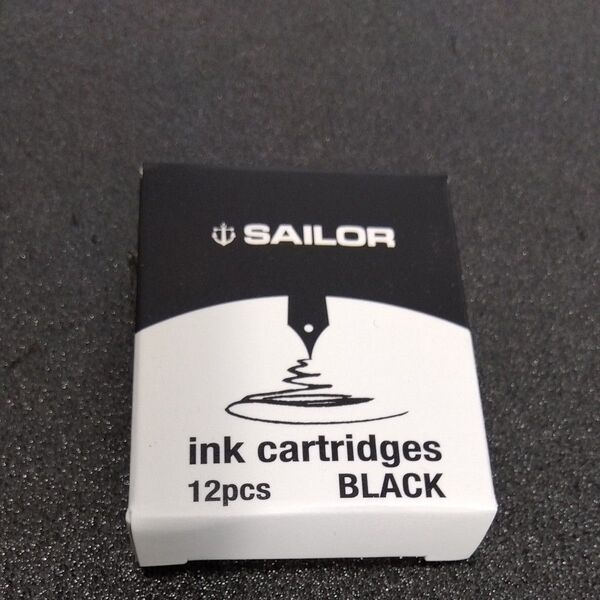 SAILOR
ink cartridges
12pcs BLACK